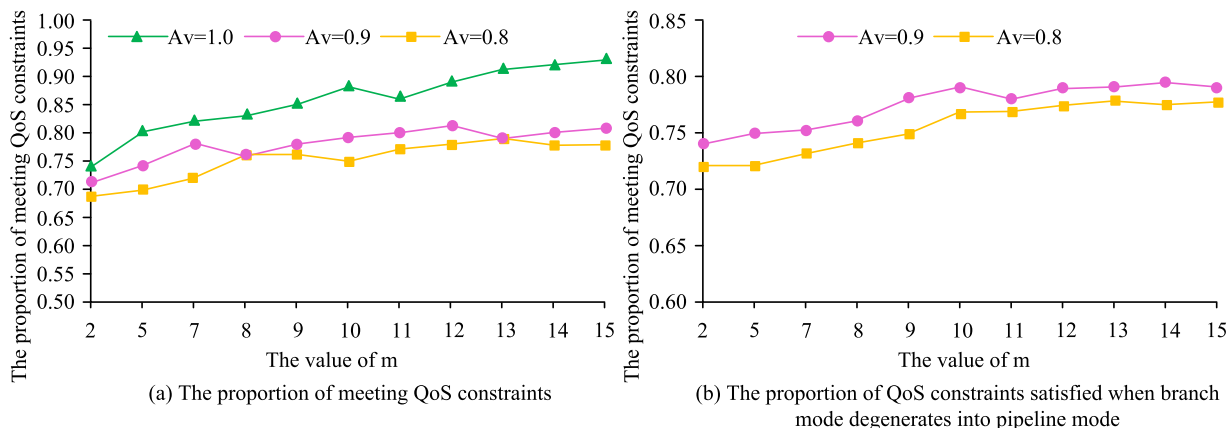 The proportion of meeting QoS constraints
1.00
0.95
0.90
0.85
0.80
0.75
0.70
0.65
0.60
0.55
0.50
Av=1.0 Av=0.9 Av=0.8
2 5 7 8 9 10 11 12 13 14 15
The value of m
(a) The proportion of meeting QoS constraints
The proportion of meeting QoS constraints
0.85
0.80
0.75
0.70
0.65
0.60
Av=0.9 Av=0.8
2 5 7 8 9 10 11 12 13 14 15
The value of m
(b) The proportion of QoS constraints satisfied when branch
mode degenerates into pipeline mode